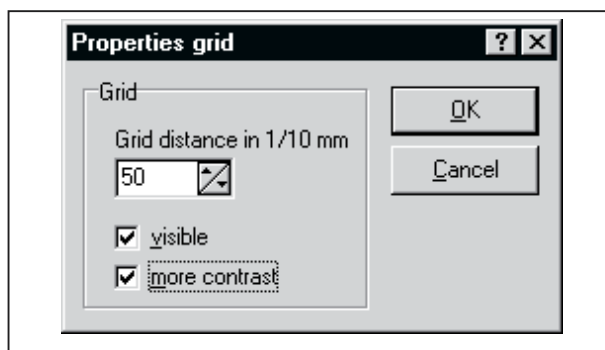 Properties grid
Grid
Grid distance in 1/10 mm
50
visible
more contrast
OK
Cancel